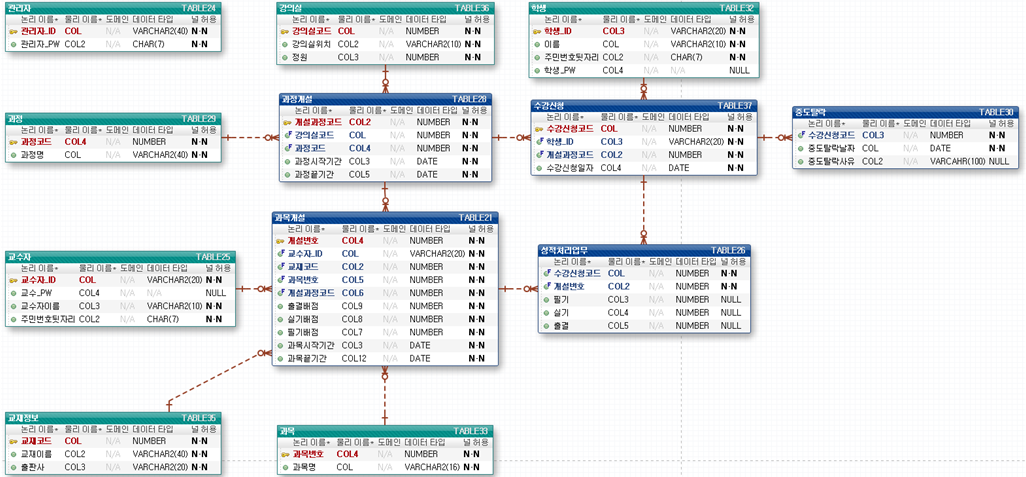 관리자 TABLE24
논리 이름* 물리 이름* 도메인 데이터 타입 널 허용
관리자_ID COL N/A VARCHAR2(40) N·N
관리자_PW COL2 N/A CHAR(7) N·N
강의실 TABLE36
논리 이름* 물리 이름* 도메인 데이터 타입 널 허용
강의실코드 COL N/A NUMBER N·N
강의실위치 COL2 N/A VARCHAR2(10) N·N
정원 COL3 N/A NUMBER N·N
학생 TABLE32
논리 이름* 물리 이름* 도메인 데이터 타입 널 허용
학생_ID COL3 N/A VARCHAR2(20) N·N
이름 COL N/A VARCHAR2(10) N·N
주민번호뒷자리 COL2 N/A CHAR(7) N·N
학생_PW COL4 N/A N/A NULL
과정 TABLE29
논리 이름* 물리 이름* 도메인 데이터 타입 널 허용
과정코드 COL4 N/A NUMBER N·N
과정명 COL N/A VARCHAR2(40) N·N
과정개설 TABLE28
논리 이름* 물리 이름* 도메인 데이터 타입 널 허용
개설과정코드 COL2 N/A NUMBER N·N
강의실코드 COL N/A NUMBER N·N
과정코드 COL4 N/A NUMBER N·N
과정시작기간 COL3 N/A DATE N·N
과정끝기간 COL5 N/A DATE N·N
수강신청 TABLE37
논리 이름* 물리 이름* 도메인 데이터 타입 널 허용
수강신청코드 COL N/A NUMBER N·N
학생_ID COL3 N/A VARCHAR2(20) N·N
개설과정코드 COL2 N/A NUMBER N·N
수강신청일자 COL4 N/A DATE N·N
중도탈락 TABLE30
논리 이름* 물리 이름* 도메인 데이터 타입 널 허용
수강신청코드 COL3 N/A NUMBER N·N
중도탈락날짜 COL N/A DATE N·N
중도탈락사유 COL2 N/A VARCAHR(100) NULL
과목개설 TABLE21
논리 이름* 물리 이름* 도메인 데이터 타입 널 허용
개설번호 COL4 N/A NUMBER N·N
교수자_ID COL N/A VARCHAR2(20) N·N
교재코드 COL2 N/A NUMBER N·N
과목번호 COL5 N/A NUMBER N·N
개설과정코드 COL6 N/A NUMBER N·N
출결배점 COL9 N/A NUMBER N·N
실기배점 COL8 N/A NUMBER N·N
필기배점 COL7 N/A NUMBER N·N
과목시작기간 COL3 N/A DATE N·N
과목끝기간 COL12 N/A DATE N·N
교수자 TABLE25
논리 이름* 물리 이름* 도메인 데이터 타입 널 허용
교수자_ID COL N/A VARCHAR2(20) N·N
교수_PW COL4 N/A N/A NULL
교수자이름 COL3 N/A VARCHAR2(10) N·N
주민번호뒷자리 COL2 N/A CHAR(7) N·N
성적처리업무 TABLE26
논리 이름* 물리 이름* 도메인 데이터 타입 널 허용
수강신청코드 COL N/A NUMBER N·N
개설번호 COL2 N/A NUMBER N·N
필기 COL3 N/A NUMBER NULL
실기 COL4 N/A NUMBER NULL
출결 COL5 N/A NUMBER NULL
교재정보 TABLE35
논리 이름* 물리 이름* 도메인 데이터 타입 널 허용
교재코드 COL N/A NUMBER N·N
교재이름 COL2 N/A VARCHAR2(40) N·N
출판사 COL3 N/A VARCHAR2(20) N·N
과목 TABLE33
논리 이름* 물리 이름* 도메인 데이터 타입 널 허용
과목번호 COL4 N/A NUMBER N·N
과목명 COL N/A VARCHAR2(16) N·N